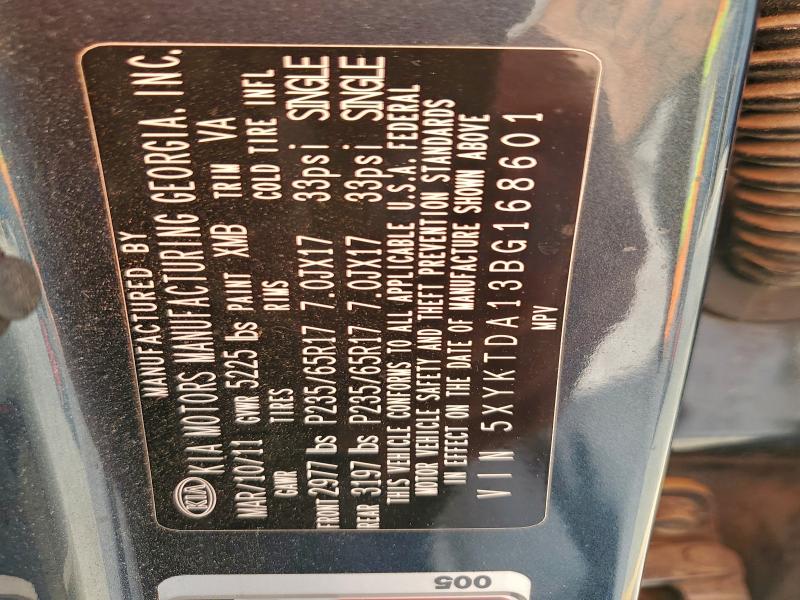 MANUFACTURED BY
KIA KIA MOTORS MANUFACTURING GEORGIA, INC.
MAR/10/11 GVWR 5225 lbs PAINT XMB TRIM VA
GAWR TIRES RIMS COLD TIRE INFL
FRONT 2977 lbs P235/65R17 7.0JX17 33psi SINGLE
REAR 3197 lbs P235/65R17 7.0JX17 33psi SINGLE
THIS VEHICLE CONFORMS TO ALL APPLICABLE U.S.A. FEDERAL
MOTOR VEHICLE SAFETY AND THEFT PREVENTION STANDARDS
IN EFFECT ON THE DATE OF MANUFACTURE SHOWN ABOVE
VIN 5XYKTDA13BG168601
MPV
005